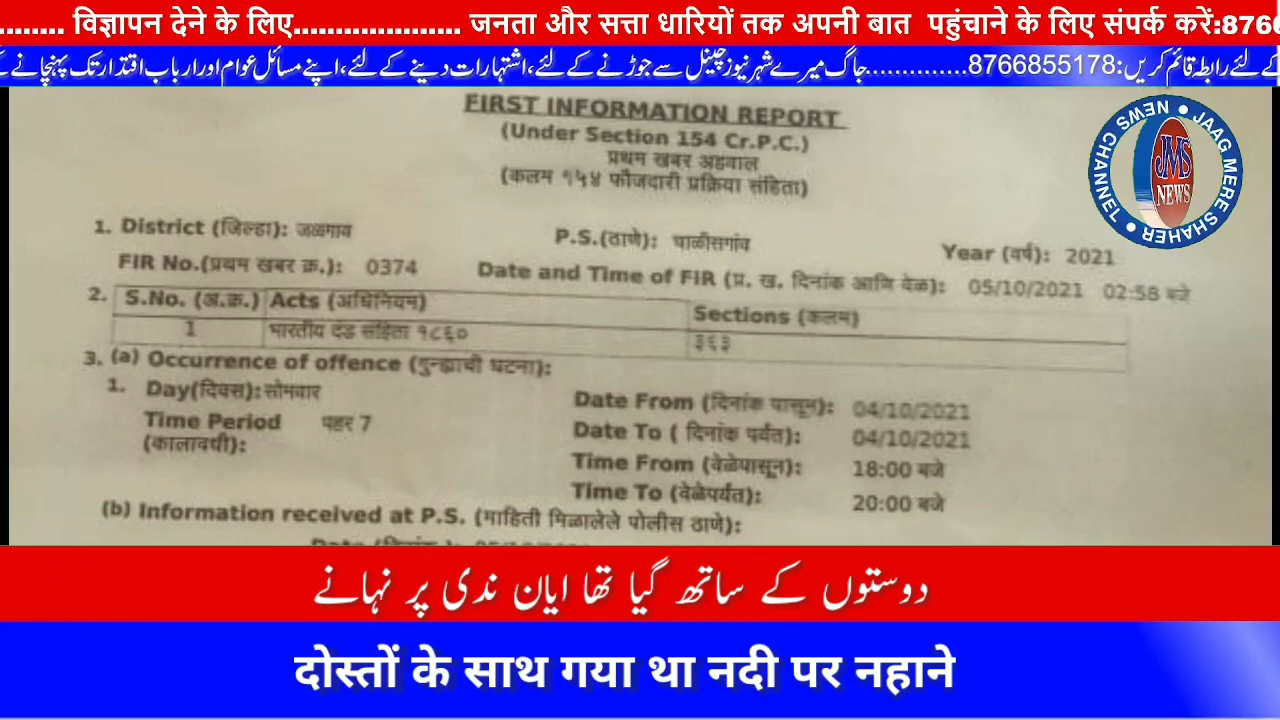 ......... विज्ञापन देने के लिए.................... जनता और सत्ता धारियों तक अपनी बात पहुंचाने के लिए संपर्क करें:876
کے لئے رابطہ قائم کریں:8766855178...............جاگ میرے شہر نیوز چینل سے جوڑنے کے لئے،اشتہارات دینے کے لئے،اپنے مسائل عوام اور ارباب اقتدار تک پہنچانے کے
JAAG MERE SHAHER NEWS CHANNEL
JMS
NEWS
FIRST INFORMATION REPORT
(Under Section 154 Cr.P.C.)
प्रथम खबर अहवाल
(कलम १५४ फौजदारी प्रक्रिया संहिता)
1. District (जिल्हा): जळगाव P.S.(ठाणे): चाळीसगांव Year (वर्ष): 2021
FIR No.(प्रथम खबर क्र.): 0374 Date and Time of FIR (प्र. ख. दिनांक आणि वेळ): 05/10/2021 02:58 बजे
2. S.No. (अ.क्र.) Acts (अधिनियम) Sections (कलम)
1 भारतीय दंड संहिता १८६० ३६३
3. (a) Occurrence of offence (गुन्ह्याची घटना):
1. Day(दिवस): सोमवार Date From (दिनांक पासून): 04/10/2021
Time Period पहर 7 Date To ( दिनांक पर्यंत): 04/10/2021
(कालावधी): Time From (वेळेपासून): 18:00 बजे
Time To (वेळेपर्यंत): 20:00 बजे
(b) Information received at P.S. (माहिती मिळालेले पोलीस ठाणे):
دوستوں کے ساتھ گیا تھا ایان ندی پر نہانے
दोस्तों के साथ गया था नदी पर नहाने